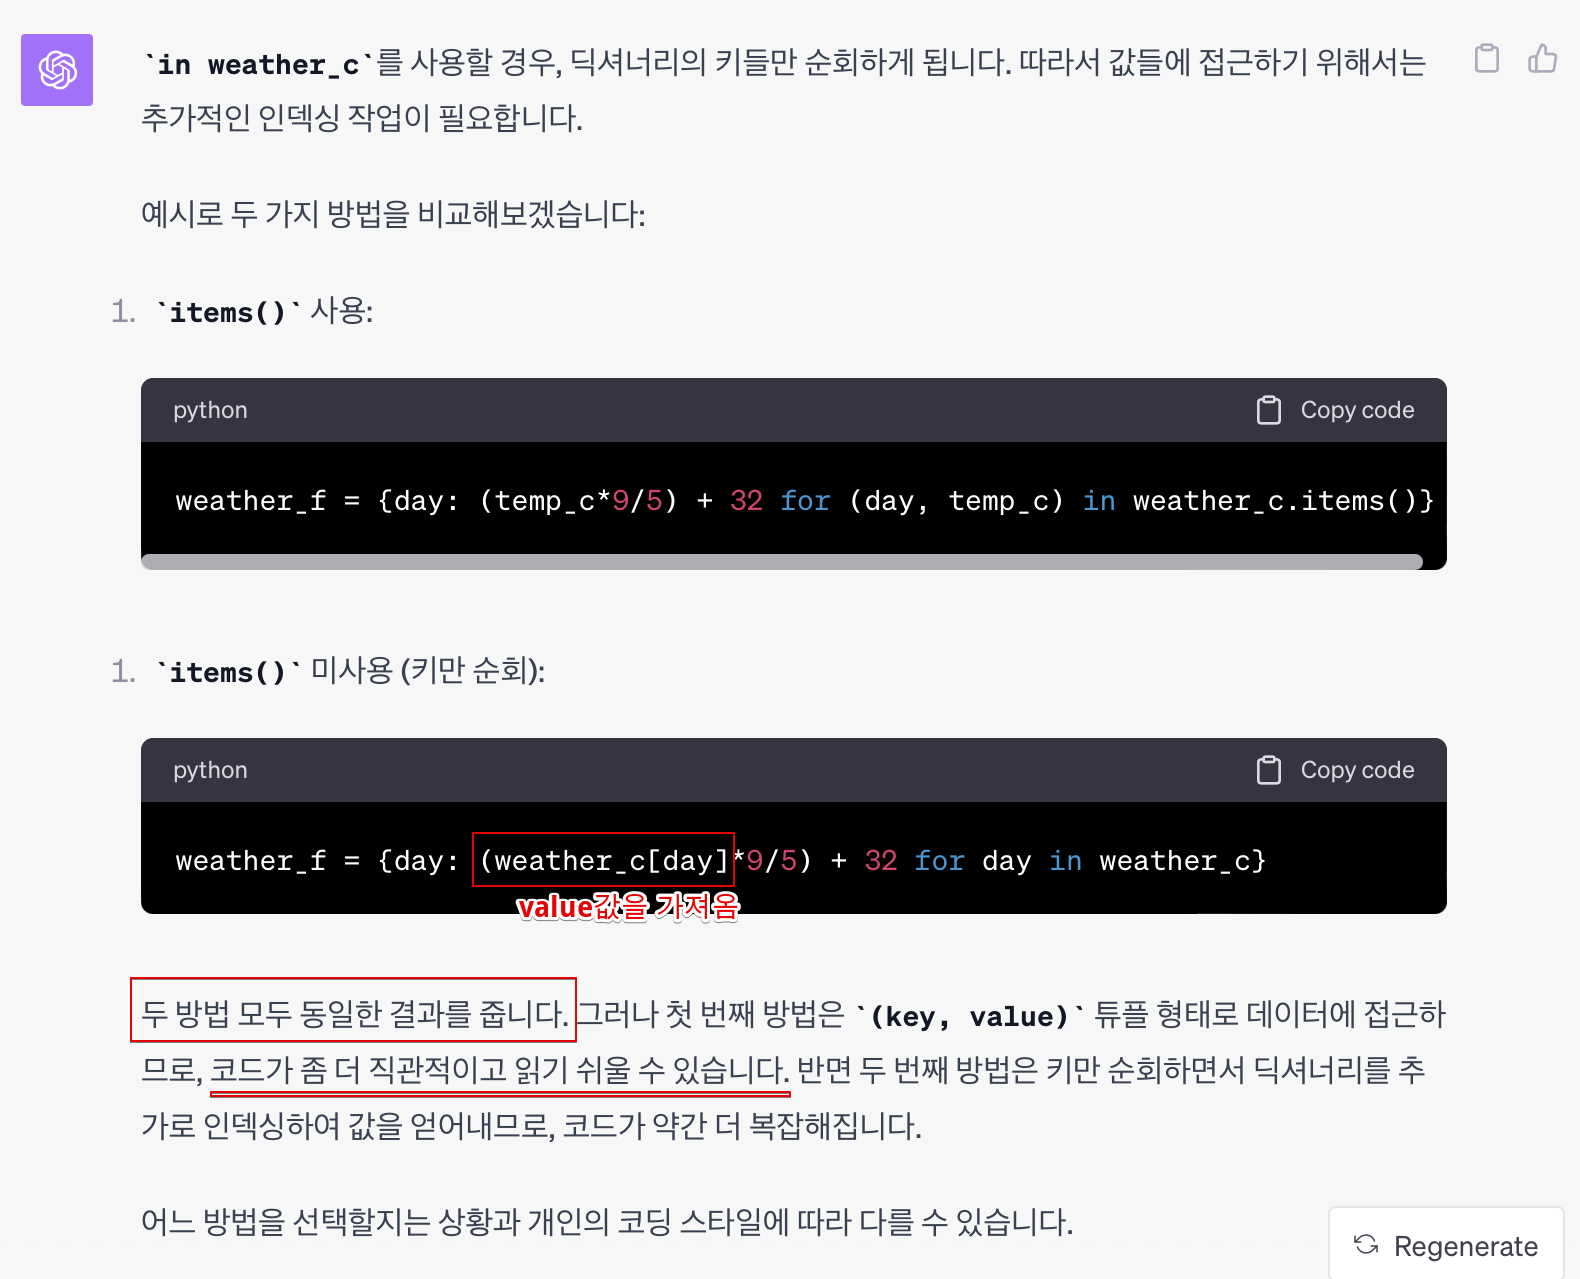 `in weather_c`를 사용할 경우, 딕셔너리의 키들만 순회하게 됩니다. 따라서 값들에 접근하기 위해서는
추가적인 인덱싱 작업이 필요합니다.
예시로 두 가지 방법을 비교해보겠습니다:
1. `items()` 사용:
python
Copy code
weather_f = {day: (temp_c*9/5) + 32 for (day, temp_c) in weather_c.items()}
1. `items()` 미사용 (키만 순회):
python
Copy code
weather_f = {day: (weather_c[day]*9/5) + 32 for day in weather_c}
value값을 가져옴
두 방법 모두 동일한 결과를 줍니다. 그러나 첫 번째 방법은 `(key, value)` 튜플 형태로 데이터에 접근하
므로, 코드가 좀 더 직관적이고 읽기 쉬울 수 있습니다. 반면 두 번째 방법은 키만 순회하면서 딕셔너리를 추
가로 인덱싱하여 값을 얻어내므로, 코드가 약간 더 복잡해집니다.
어느 방법을 선택할지는 상황과 개인의 코딩 스타일에 따라 다를 수 있습니다.
Regenerate